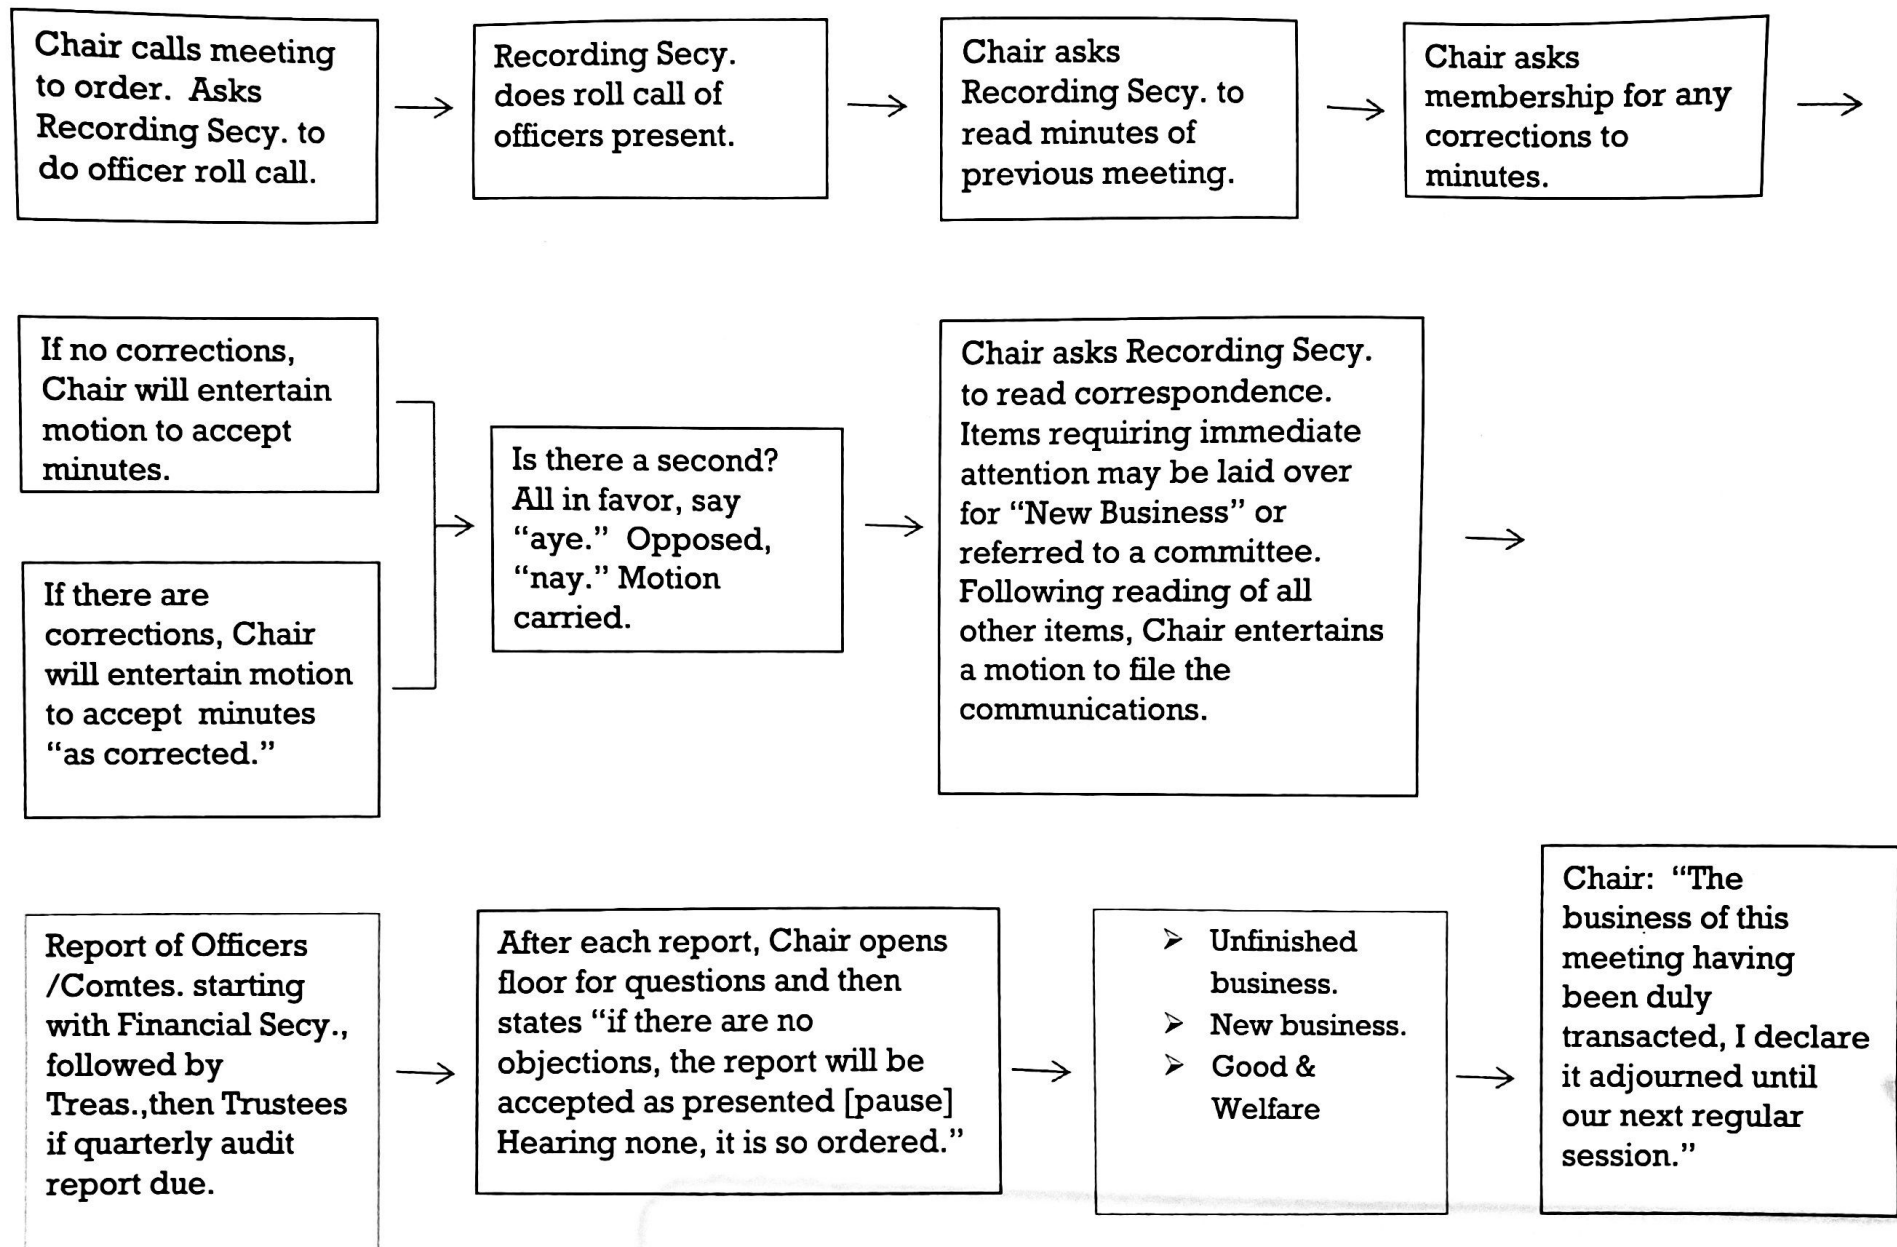 Chair calls meeting
to order.  Asks
Recording Secy. to
do officer roll call.
Recording Secy.
does roll call of
officers present.
Chair asks
Recording Secy. to
read minutes of
previous meeting.
Chair asks
membership for any
corrections to
minutes.
If no corrections,
Chair will entertain
motion to accept
minutes.
If there are
corrections, Chair
will entertain motion
to accept  minutes
“as corrected.”
Is there a second?
All in favor, say
“aye.”  Opposed,
“nay.” Motion
carried.
Chair asks Recording Secy.
to read correspondence.
Items requiring immediate
attention may be laid over
for “New Business” or
referred to a committee.
Following reading of all
other items, Chair entertains
a motion to file the
communications.
Report of Officers
/Comtes. starting
with Financial Secy.,
followed by
Treas.,then Trustees
if quarterly audit
report due.
After each report, Chair opens
floor for questions and then
states “if there are no
objections, the report will be
accepted as presented [pause]
Hearing none, it is so ordered.”
➢ Unfinished
business.
➢ New business.
➢ Good &
Welfare
Chair:  “The
business of this
meeting having
been duly
transacted, I declare
it adjourned until
our next regular
session.”